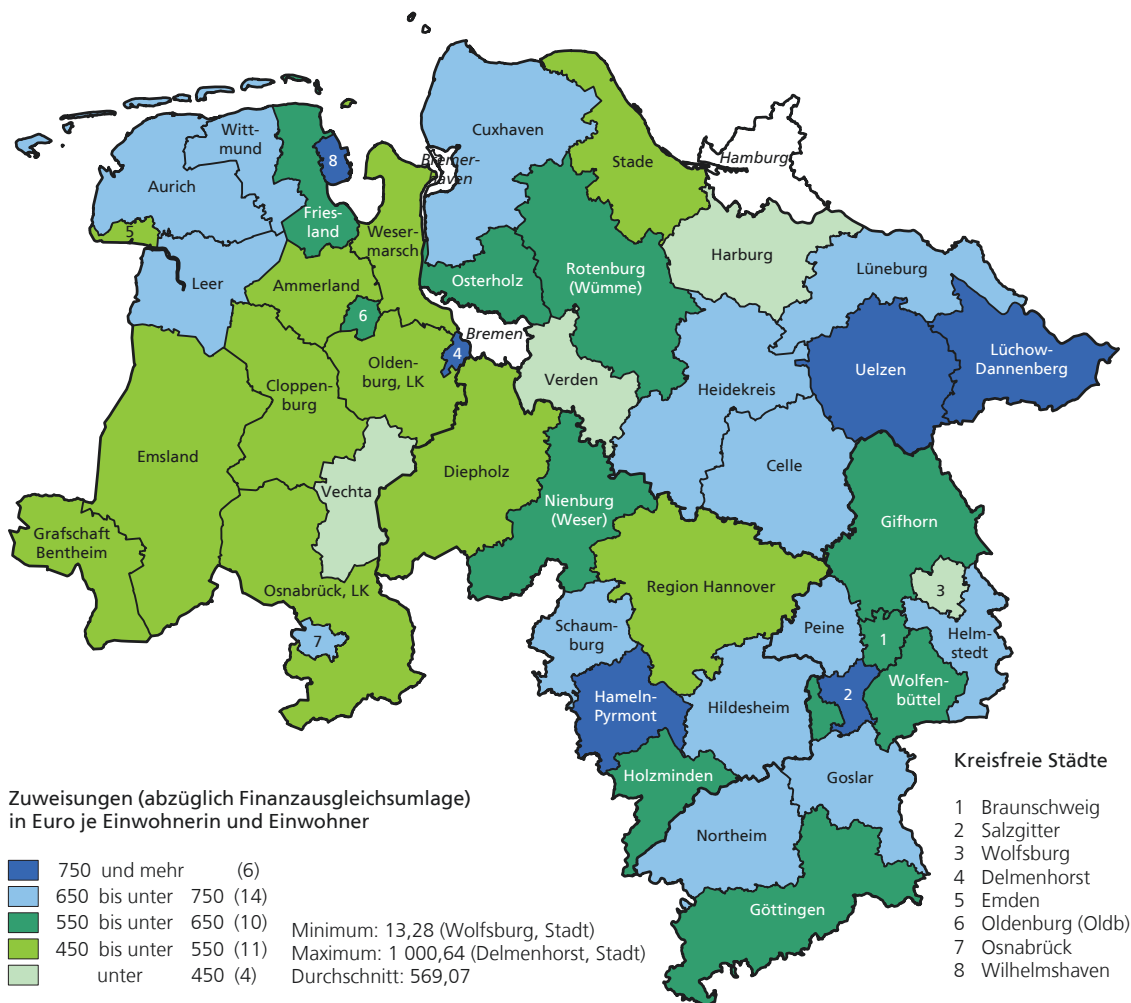 Cuxhaven
Witt-
mund
Stade
Hamburg
8
Bremer-
haven
Aurich
Fries-
land
5
Weser-
marsch
Harburg
Lüneburg
Leer
Ammerland
Osterholz
Rotenburg
(Wümme)
6
Bremen
4
Lüchow-
Dannenberg
Olden-
burg, LK
Uelzen
Verden
Heidekreis
Cloppen-
burg
Emsland
Diepholz
Celle
Vechta
Nienburg
(Weser)
Gifhorn
Grafschaft
Bentheim
Region Hannover
Osnabrück, LK
3
Schaum-
burg
Peine
Helm-
stedt
7
1
Wolfen-
büttel
Hameln-
Pyrmont
Hildesheim
2
Holzminden
Goslar
Northeim
Göttingen
Zuweisungen (abzüglich Finanzausgleichsumlage)
in Euro je Einwohnerin und Einwohner
750 und mehr (6)
650 bis unter 750 (14)
550 bis unter 650 (10)
450 bis unter 550 (11)
unter 450 (4)
Minimum: 13,28 (Wolfsburg, Stadt)
Maximum: 1 000,64 (Delmenhorst, Stadt)
Durchschnitt: 569,07
Kreisfreie Städte
1 Braunschweig
2 Salzgitter
3 Wolfsburg
4 Delmenhorst
5 Emden
6 Oldenburg (Oldb)
7 Osnabrück
8 Wilhelmshaven